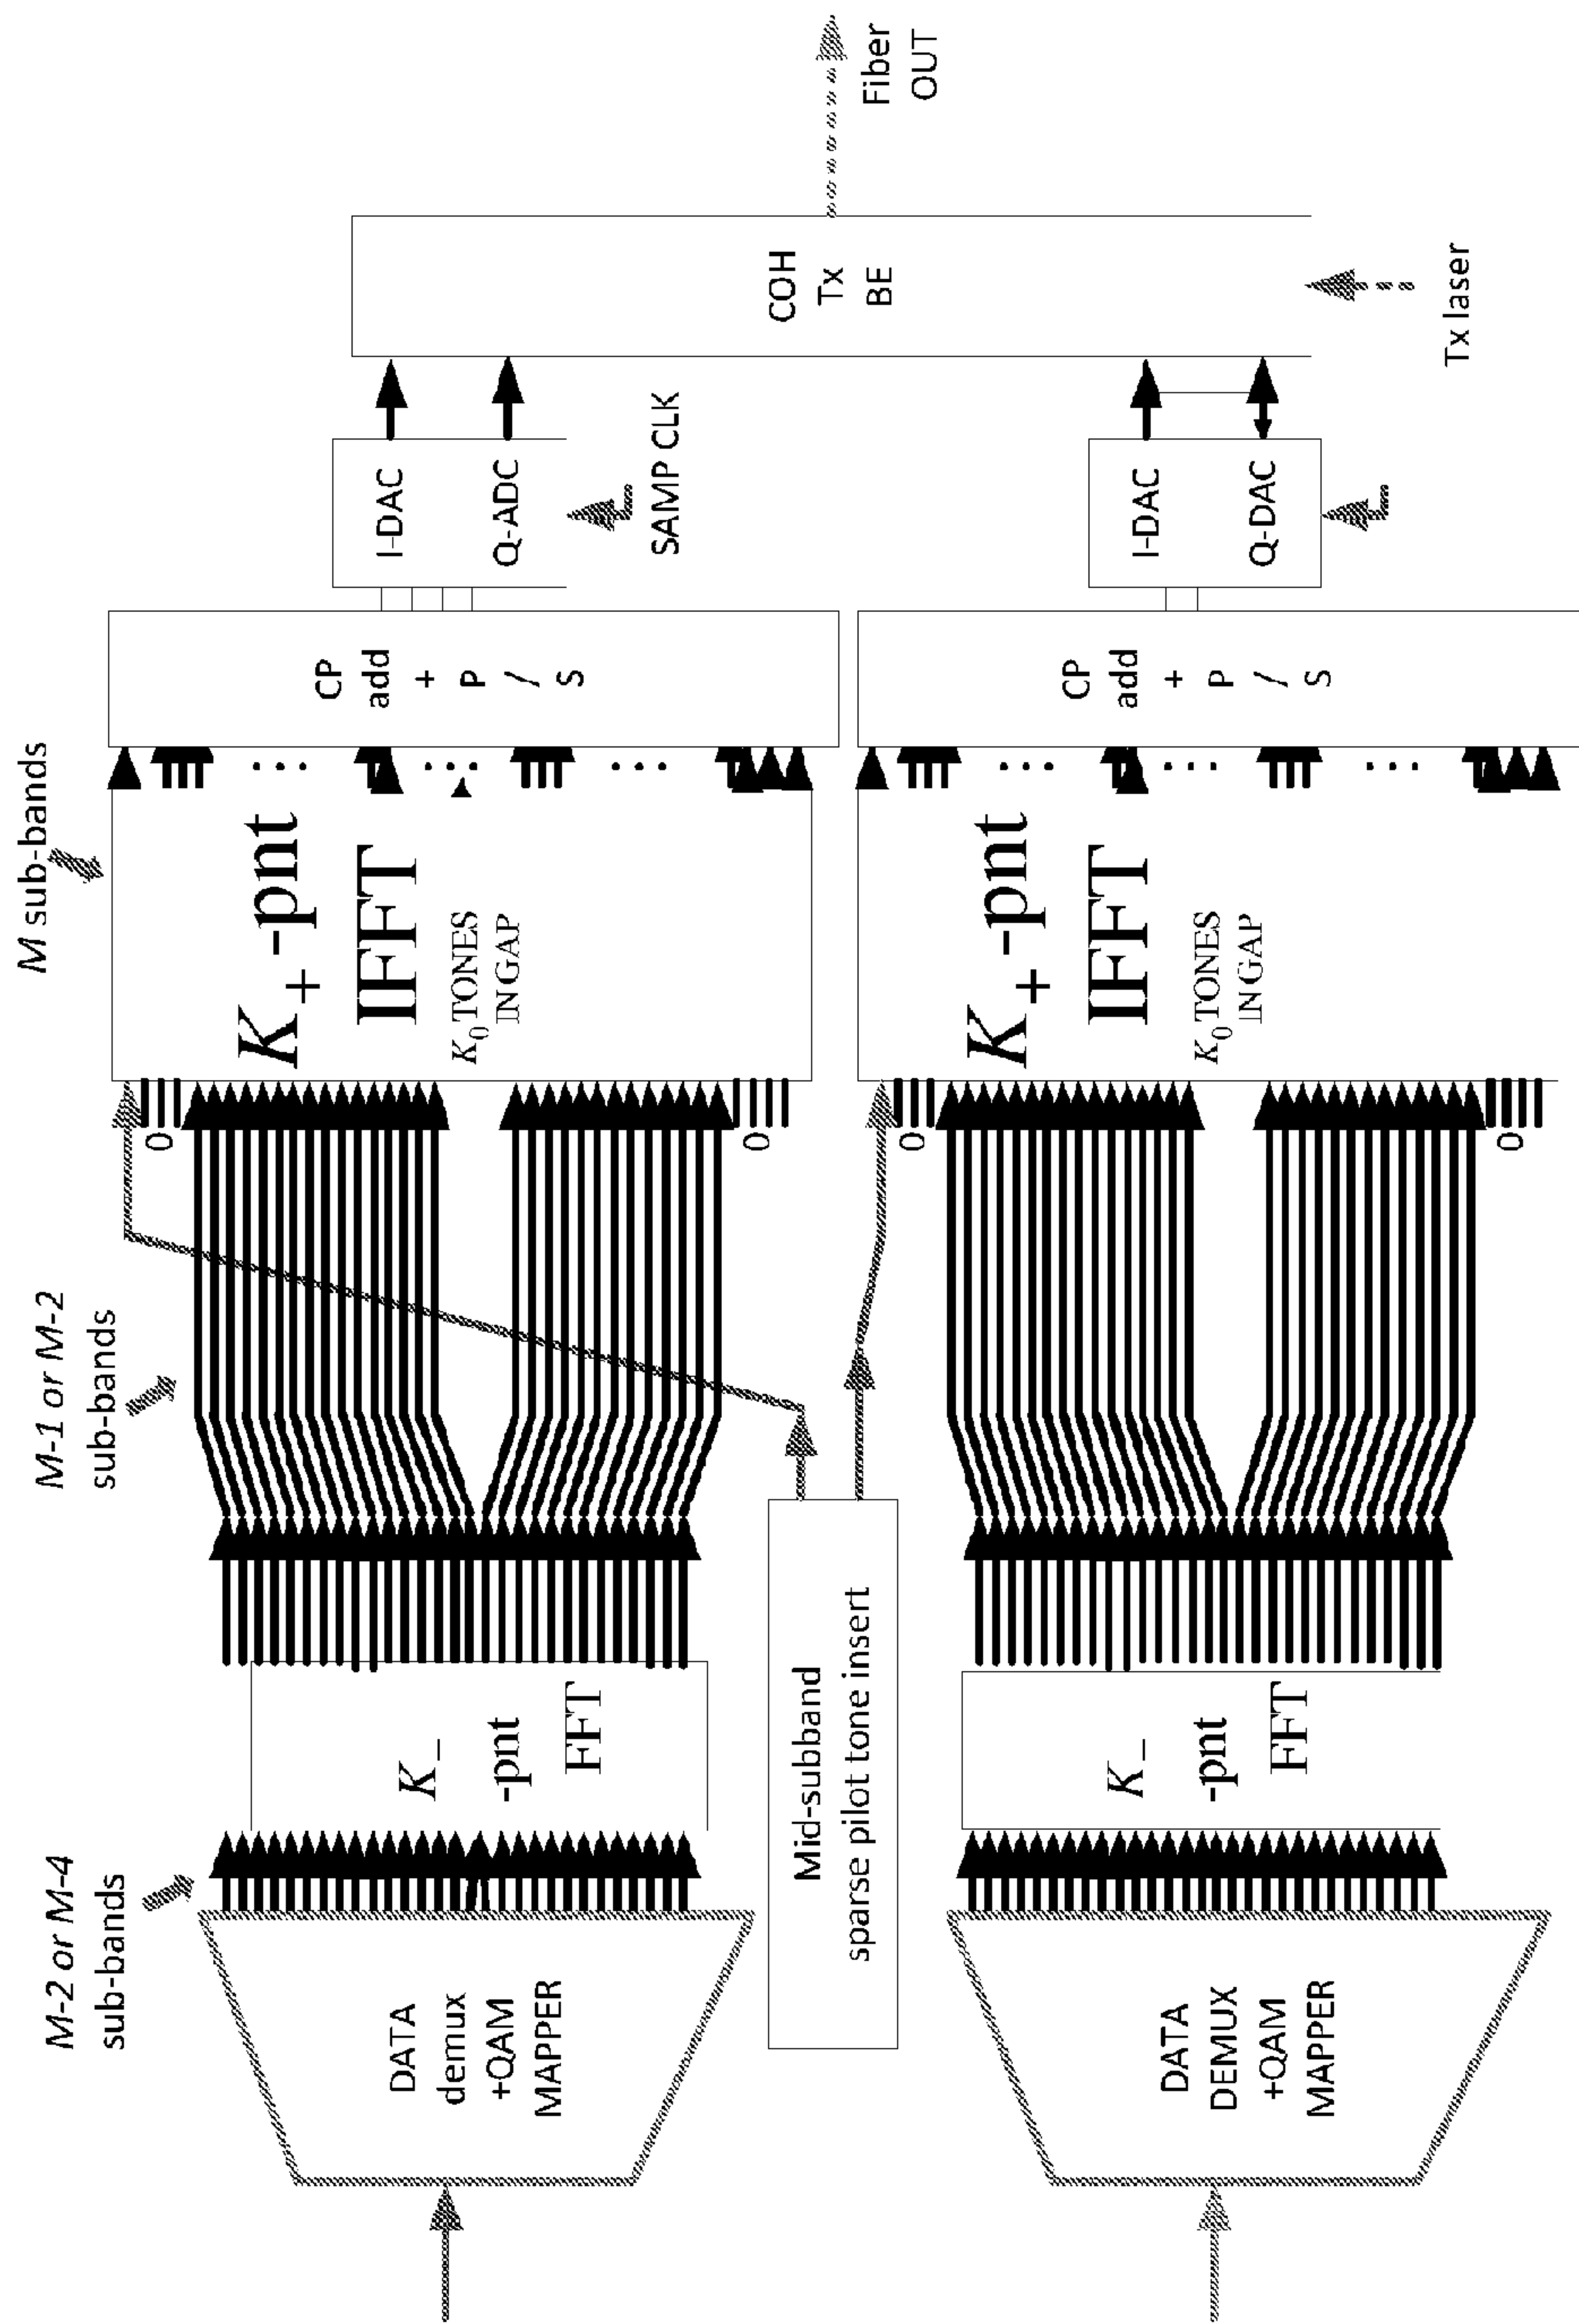 M-2 or M-4
sub-bands
M-1 or M-2
sub-bands
M sub-bands
DATA
demux
+QAM
MAPPER
K−
-pnt
FFT
0
0
K+-pnt
IFFT
K0 TONES
IN GAP
CP
add
+
P
/
S
I-DAC
Q-ADC
SAMP CLK
COH
Tx
BE
Fiber
OUT
Tx laser
Mid-subband
sparse pilot tone insert
DATA
DEMUX
+QAM
MAPPER
K−
-pnt
FFT
0
0
K+-pnt
IFFT
K0 TONES
IN GAP
CP
add
+
P
/
S
I-DAC
Q-DAC